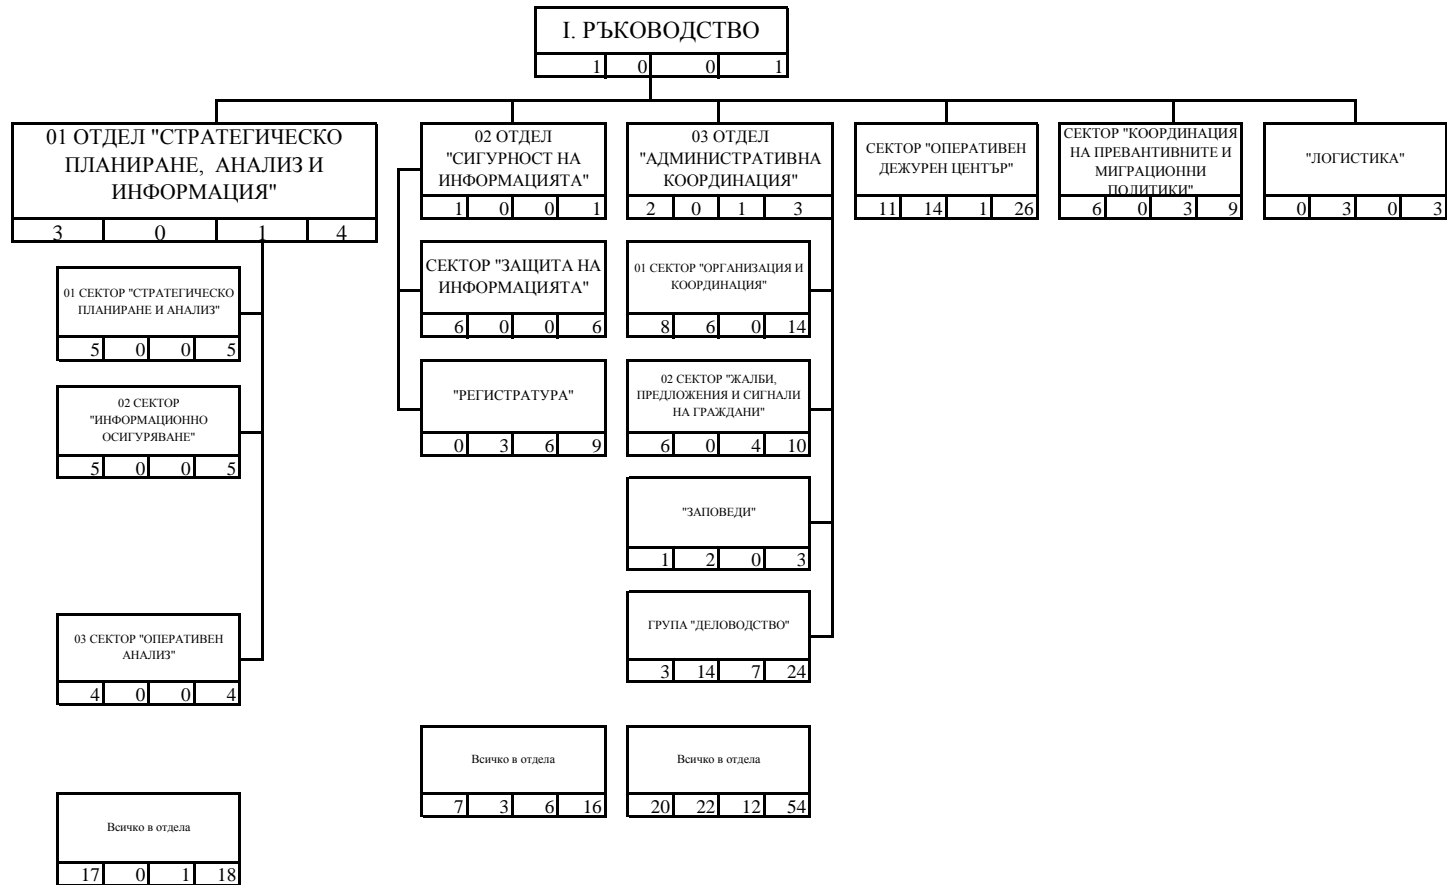 I. РЪКОВОДСТВО
1 0 0 1
01 ОТДЕЛ "СТРАТЕГИЧЕСКО
ПЛАНИРАНЕ, АНАЛИЗ И
ИНФОРМАЦИЯ"
3 0 1 4
01 СЕКТОР "СТРАТЕГИЧЕСКО
ПЛАНИРАНЕ И АНАЛИЗ"
5 0 0 5
02 СЕКТОР
"ИНФОРМАЦИОННО
ОСИГУРЯВАНЕ"
5 0 0 5
03 СЕКТОР "ОПЕРАТИВЕН
АНАЛИЗ"
4 0 0 4
Всичко в отдела
17 0 1 18
02 ОТДЕЛ
"СИГУРНОСТ НА
ИНФОРМАЦИЯТА"
1 0 0 1
СЕКТОР "ЗАЩИТА НА
ИНФОРМАЦИЯТА"
6 0 0 6
"РЕГИСТРАТУРА"
0 3 6 9
Всичко в отдела
7 3 6 16
03 ОТДЕЛ
"АДМИНИСТРАТИВНА
КООРДИНАЦИЯ"
2 0 1 3
01 СЕКТОР "ОРГАНИЗАЦИЯ И
КООРДИНАЦИЯ"
8 6 0 14
02 СЕКТОР "ЖАЛБИ,
ПРЕДЛОЖЕНИЯ И СИГНАЛИ
НА ГРАЖДАНИ"
6 0 4 10
"ЗАПОВЕДИ"
1 2 0 3
ГРУПА "ДЕЛОВОДСТВО"
3 14 7 24
Всичко в отдела
20 22 12 54
СЕКТОР "ОПЕРАТИВЕН
ДЕЖУРЕН ЦЕНТЪР"
11 14 1 26
СЕКТОР "КООРДИНАЦИЯ
НА ПРЕВАНТИВНИТЕ И
МИГРАЦИОННИ
ПОЛИТИКИ"
6 0 3 9
"ЛОГИСТИКА"
0 3 0 3